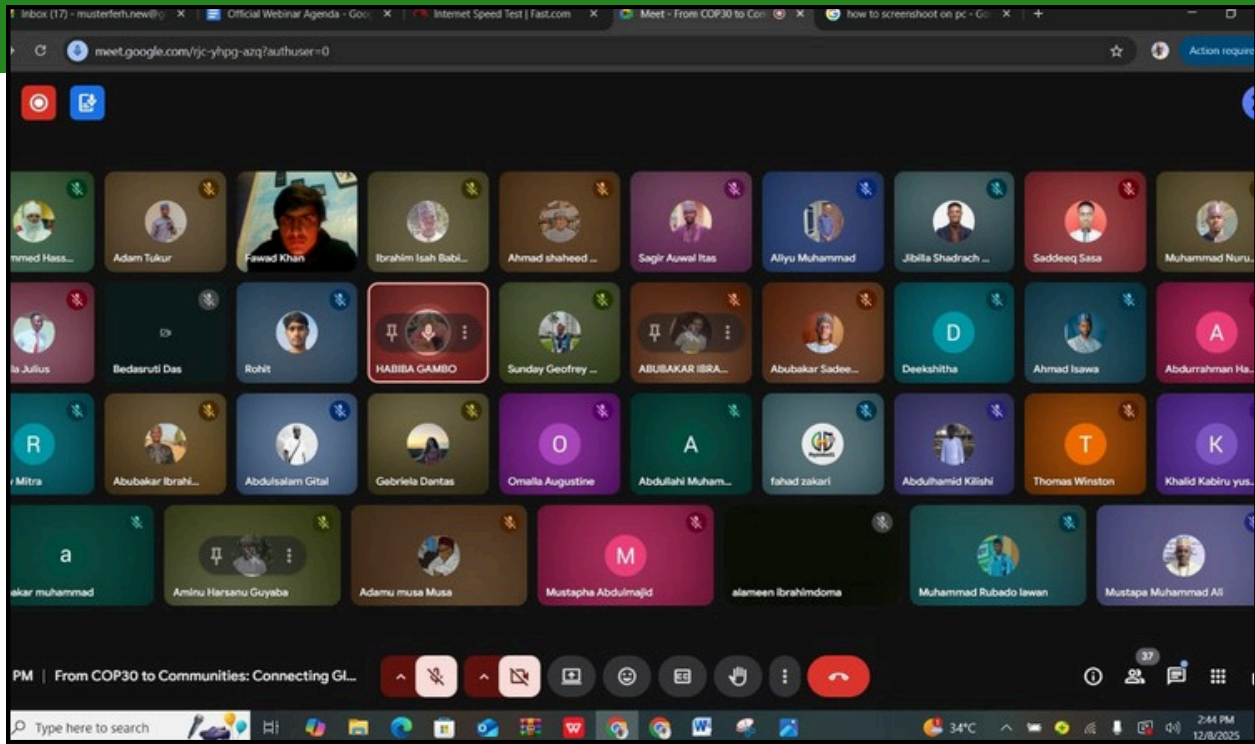 Inbox (17) - musterferh.new@g
Official Webinar Agenda - Goo
Internet Speed Test | Fast.com
Meet - From COP30 to Con
how to screenshoot on pc - Go
meet.google.com/rjc-yhpg-azq?authuser=0
Action require
mmed Hass...
Adam Tukur
Fawad Khan
Ibrahim Isah Babi...
Ahmad shaheed ...
Sagir Auwal Itas
Aliyu Muhammad
Jibilla Shadrach ...
Saddeeq Sasa
Muhammad Nuru.
la Julius
Bedasruti Das
Rohit
HABIBA GAMBO
Sunday Geofrey ...
ABUBAKAR IBRA...
Abubakar Sadee...
D
Deekshitha
Ahmad Isawa
A
Abdurrahman Ha..
R
Mitra
Abubakar Ibrahi...
Abdulsalam Gital
Gabriela Dantas
O
Omalla Augustine
A
Abdullahi Muham...
fahad zakari
Abdulhamid Kilishi
T
Thomas Winston
K
Khalid Kabiru yus..
a
akar muhammad
Aminu Harsanu Guyaba
Adamu musa Musa
M
Mustapha Abdulmajid
alameen ibrahimdoma
Muhammad Rubado lawan
Mustapa Muhammad Ali
PM | From COP30 to Communities: Connecting Gl...
37
Type here to search
34°C
2:44 PM
12/8/2025